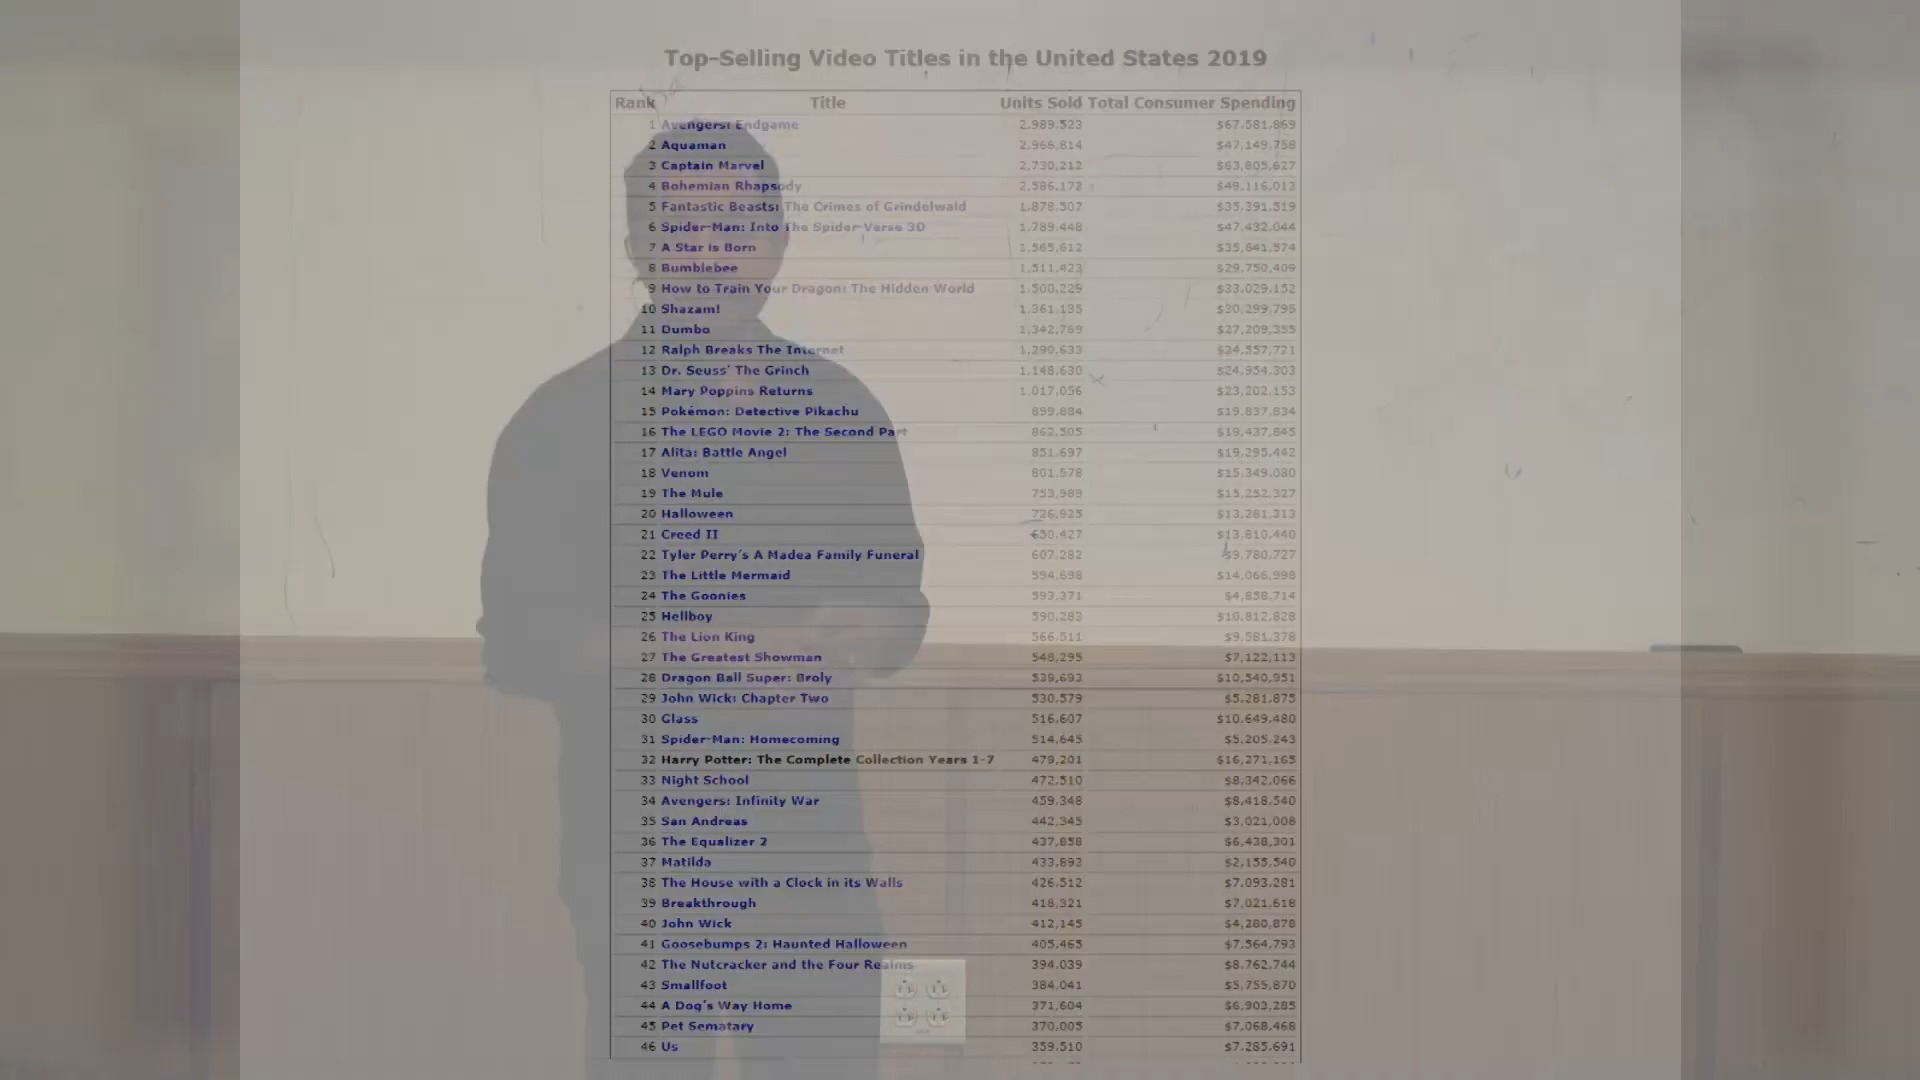 Top-Selling Video Titles in the United States 2019
Rank Title Units Sold Total Consumer Spending
1 Avengers: Endgame 2,989,523 $67,581,869
2 Aquaman 2,966,814 $47,149,758
3 Captain Marvel 2,730,212 $63,805,627
4 Bohemian Rhapsody 2,586,172 $49,116,013
5 Fantastic Beasts: The Crimes of Grindelwald 1,878,507 $35,391,519
6 Spider-Man: Into The Spider-Verse 3D 1,789,448 $47,432,044
7 A Star is Born 1,565,612 $35,641,574
8 Bumblebee 1,511,423 $29,750,409
9 How to Train Your Dragon: The Hidden World 1,500,229 $33,029,152
10 Shazam! 1,361,135 $30,299,795
11 Dumbo 1,342,769 $27,209,355
12 Ralph Breaks The Internet 1,290,633 $24,557,721
13 Dr. Seuss' The Grinch 1,148,630 $24,954,303
14 Mary Poppins Returns 1,017,056 $23,202,153
15 Pokémon: Detective Pikachu 899,884 $19,837,834
16 The LEGO Movie 2: The Second Part 862,505 $19,437,845
17 Alita: Battle Angel 851,697 $19,295,442
18 Venom 801,578 $15,349,080
19 The Mule 753,989 $15,252,327
20 Halloween 726,925 $13,281,313
21 Creed II 650,427 $13,810,440
22 Tyler Perry's A Madea Family Funeral 607,282 $9,780,727
23 The Little Mermaid 594,698 $14,066,998
24 The Goonies 593,371 $4,858,714
25 Hellboy 590,283 $10,812,828
26 The Lion King 566,511 $9,581,378
27 The Greatest Showman 548,295 $7,122,113
28 Dragon Ball Super: Broly 539,693 $10,540,951
29 John Wick: Chapter Two 530,579 $5,281,875
30 Glass 516,607 $10,649,480
31 Spider-Man: Homecoming 514,645 $5,205,243
32 Harry Potter: The Complete Collection Years 1-7 479,201 $16,271,165
33 Night School 472,510 $8,342,066
34 Avengers: Infinity War 459,348 $8,418,540
35 San Andreas 442,345 $3,021,008
36 The Equalizer 2 437,858 $6,438,301
37 Matilda 433,893 $2,155,540
38 The House with a Clock in its Walls 426,512 $7,093,281
39 Breakthrough 418,321 $7,021,618
40 John Wick 412,145 $4,280,878
41 Goosebumps 2: Haunted Halloween 405,465 $7,564,793
42 The Nutcracker and the Four Realms 394,039 $8,762,744
43 Smallfoot 384,041 $5,755,870
44 A Dog's Way Home 371,604 $6,903,285
45 Pet Sematary 370,005 $7,068,468
46 Us 359,510 $7,285,691